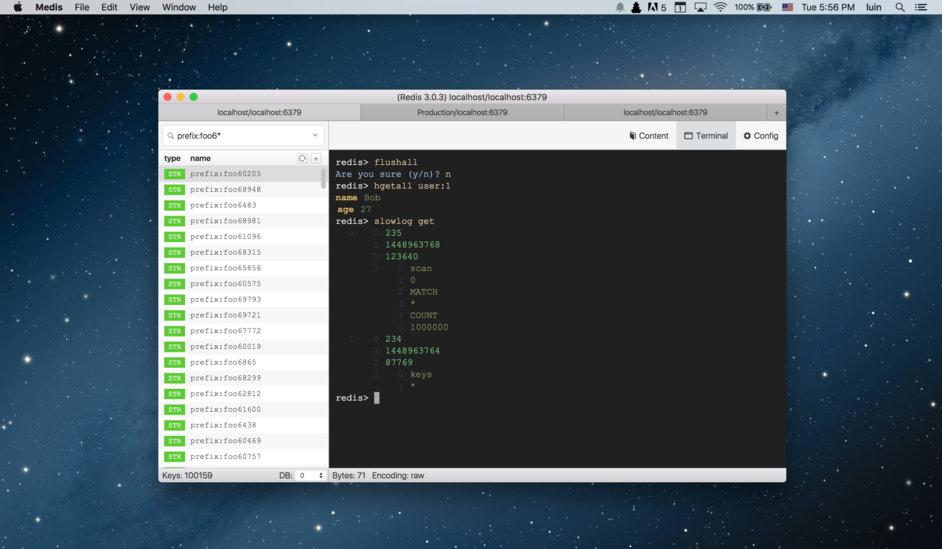 Medis File Edit View Window Help
5 1 100% Tue 5:56 PM luin
(Redis 3.0.3) localhost/localhost:6379
localhost/localhost:6379 Production/localhost:6379 localhost/localhost:6379 +
prefix:foo6*
Content Terminal Config
type name
STR prefix:foo60205
STR prefix:foo68948
STR prefix:foo6483
STR prefix:foo68981
STR prefix:foo61096
STR prefix:foo68315
STR prefix:foo65856
STR prefix:foo60575
STR prefix:foo69793
STR prefix:foo69721
STR prefix:foo67772
STR prefix:foo60019
STR prefix:foo6865
STR prefix:foo68299
STR prefix:foo62812
STR prefix:foo61600
STR prefix:foo6438
STR prefix:foo60469
STR prefix:foo60757
redis> flushall
Are you sure (y/n)? n
redis> hgetall user:1
name Bob
age 27
redis> slowlog get
0 0 235
1 1448963768
2 123640
3 0 scan
1 0
2 MATCH
3 *
4 COUNT
5 1000000
1 0 234
1 1448963764
2 87769
3 0 keys
1 *
redis>
Keys: 100159 DB: 0 Bytes: 71 Encoding: raw